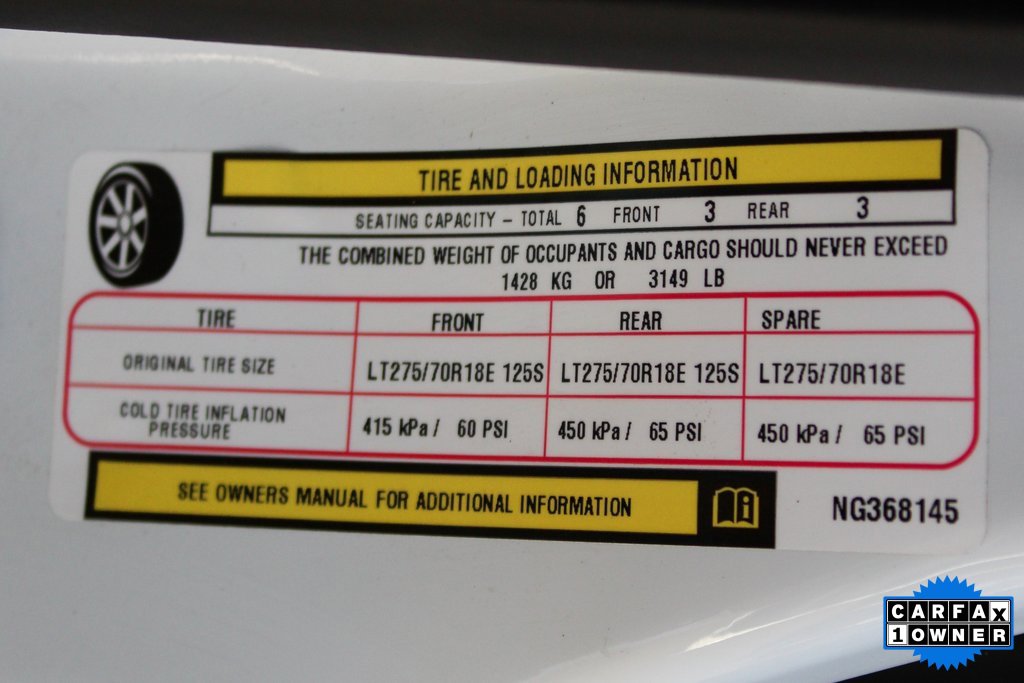 TIRE AND LOADING INFORMATION
SEATING CAPACITY – TOTAL 6 FRONT 3 REAR 3
THE COMBINED WEIGHT OF OCCUPANTS AND CARGO SHOULD NEVER EXCEED
1428 KG OR 3149 LB
TIRE FRONT REAR SPARE
ORIGINAL TIRE SIZE LT275/70R18E 125S LT275/70R18E 125S LT275/70R18E
COLD TIRE INFLATION
PRESSURE 415 kPa / 60 PSI 450 kPa / 65 PSI 450 kPa / 65 PSI
SEE OWNERS MANUAL FOR ADDITIONAL INFORMATION
NG368145
CARFAX
1 OWNER